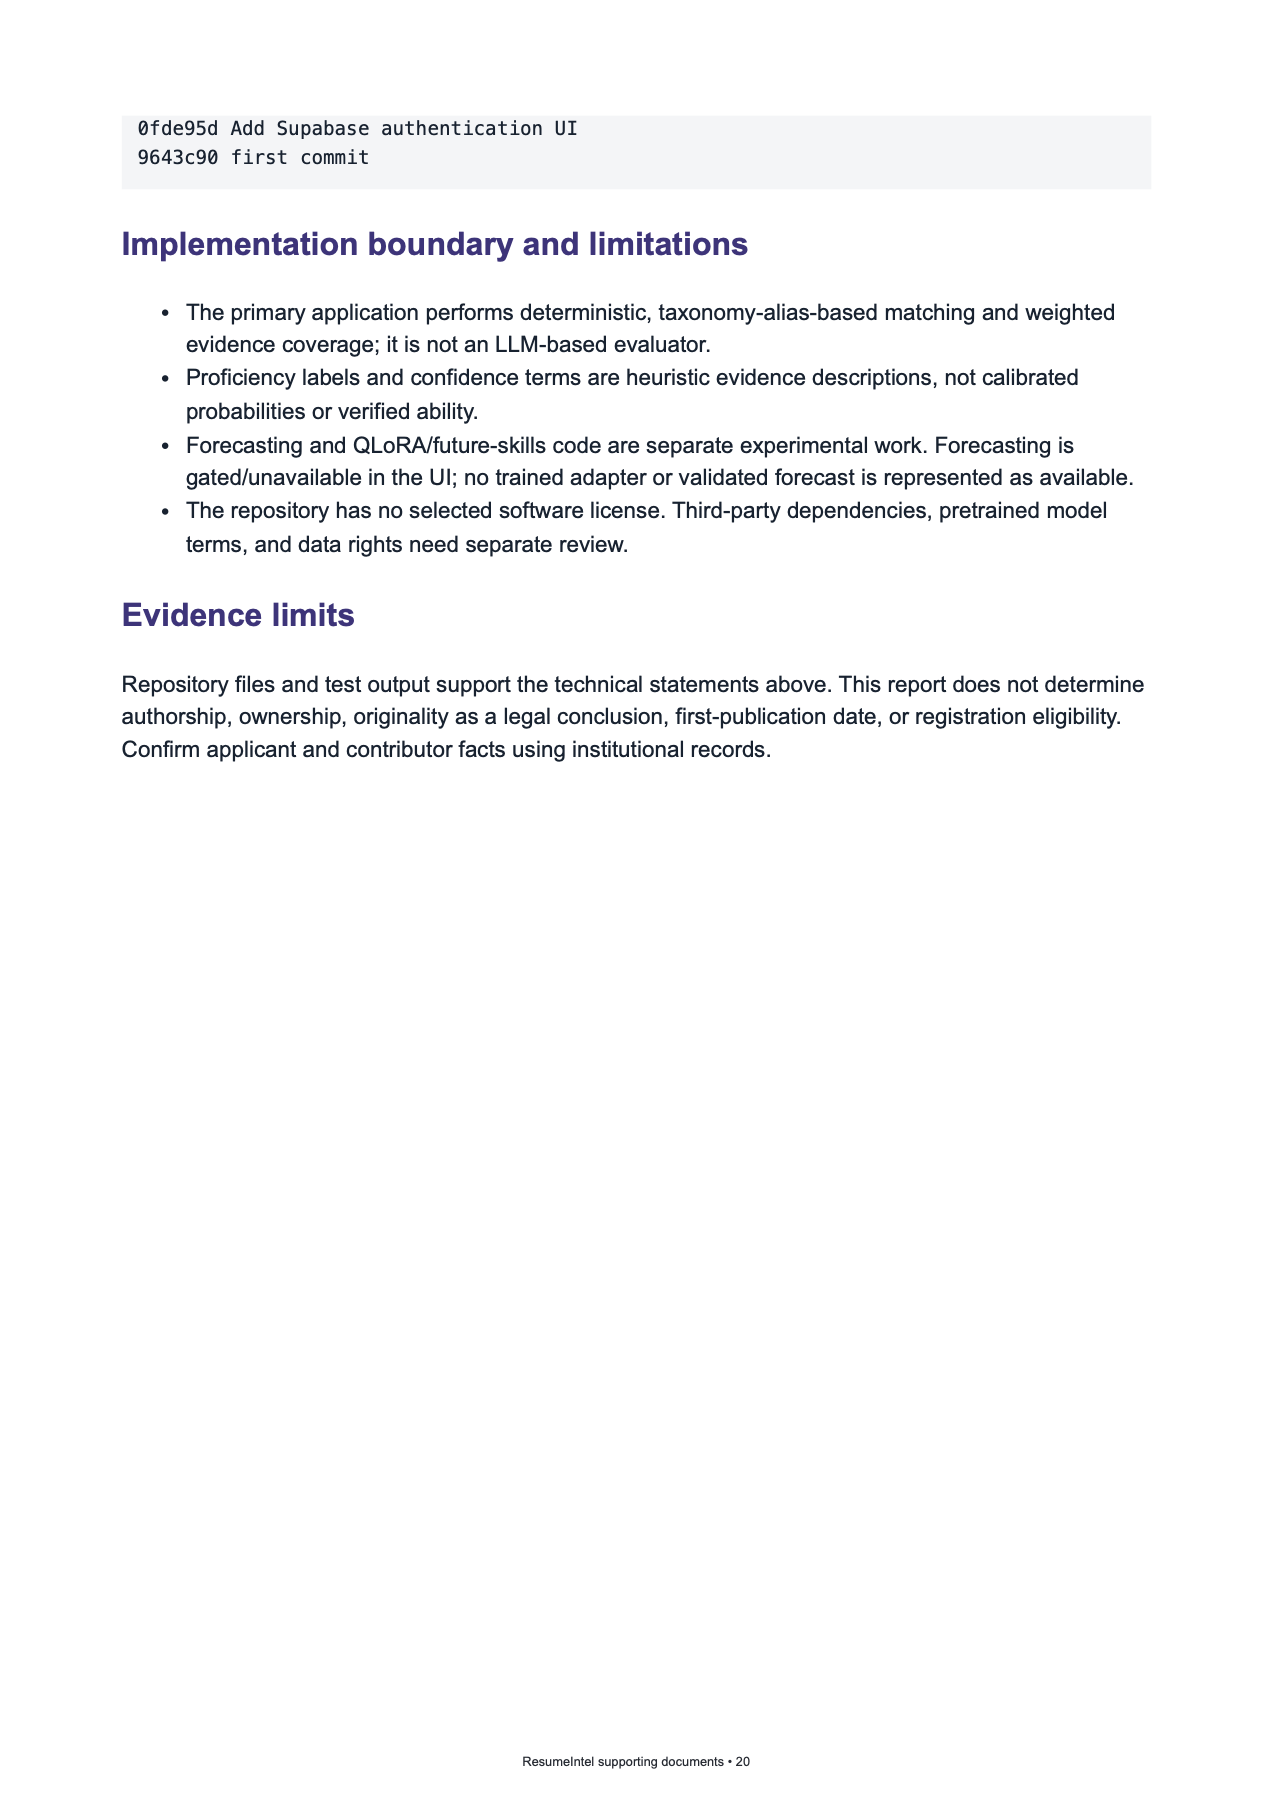 0fde95d Add Supabase authentication UI
9643c90 first commit
Implementation boundary and limitations
• The primary application performs deterministic, taxonomy-alias-based matching and weighted
evidence coverage; it is not an LLM-based evaluator.
• Proficiency labels and confidence terms are heuristic evidence descriptions, not calibrated
probabilities or verified ability.
• Forecasting and QLoRA/future-skills code are separate experimental work. Forecasting is
gated/unavailable in the UI; no trained adapter or validated forecast is represented as available.
• The repository has no selected software license. Third-party dependencies, pretrained model
terms, and data rights need separate review.
Evidence limits
Repository files and test output support the technical statements above. This report does not determine
authorship, ownership, originality as a legal conclusion, first-publication date, or registration eligibility.
Confirm applicant and contributor facts using institutional records.
ResumeIntel supporting documents • 20